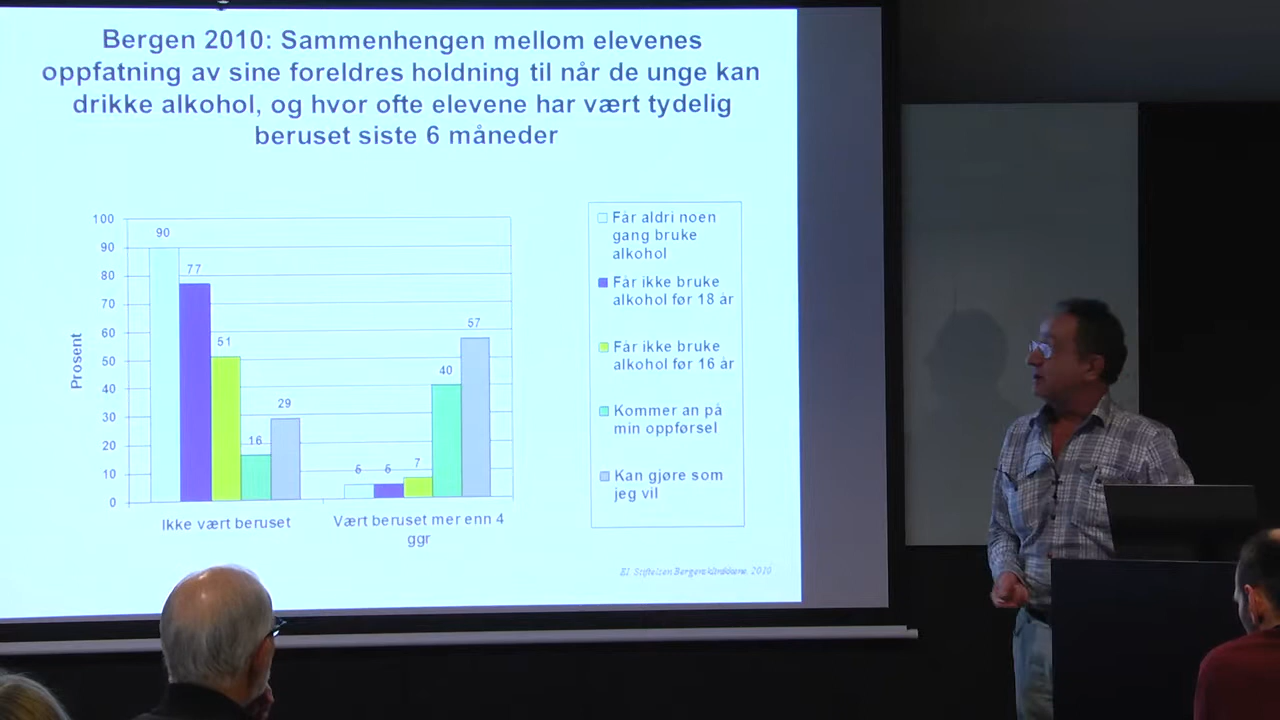 Bergen 2010: Sammenhengen mellom elevenes
oppfatning av sine foreldres holdning til når de unge kan
drikke alkohol, og hvor ofte elevene har vært tydelig
beruset siste 6 måneder
Prosent
100
90
80
70
60
50
40
30
20
10
0
90
77
51
16
29
6
6
7
40
57
Ikke vært beruset
Vært beruset mer enn 4
ggr
Får aldri noen
gang bruke
alkohol
Får ikke bruke
alkohol før 18 år
Får ikke bruke
alkohol før 16 år
Kommer an på
min oppførsel
Kan gjøre som
jeg vil
Stiftelsen Bergensklinikkene. 2010